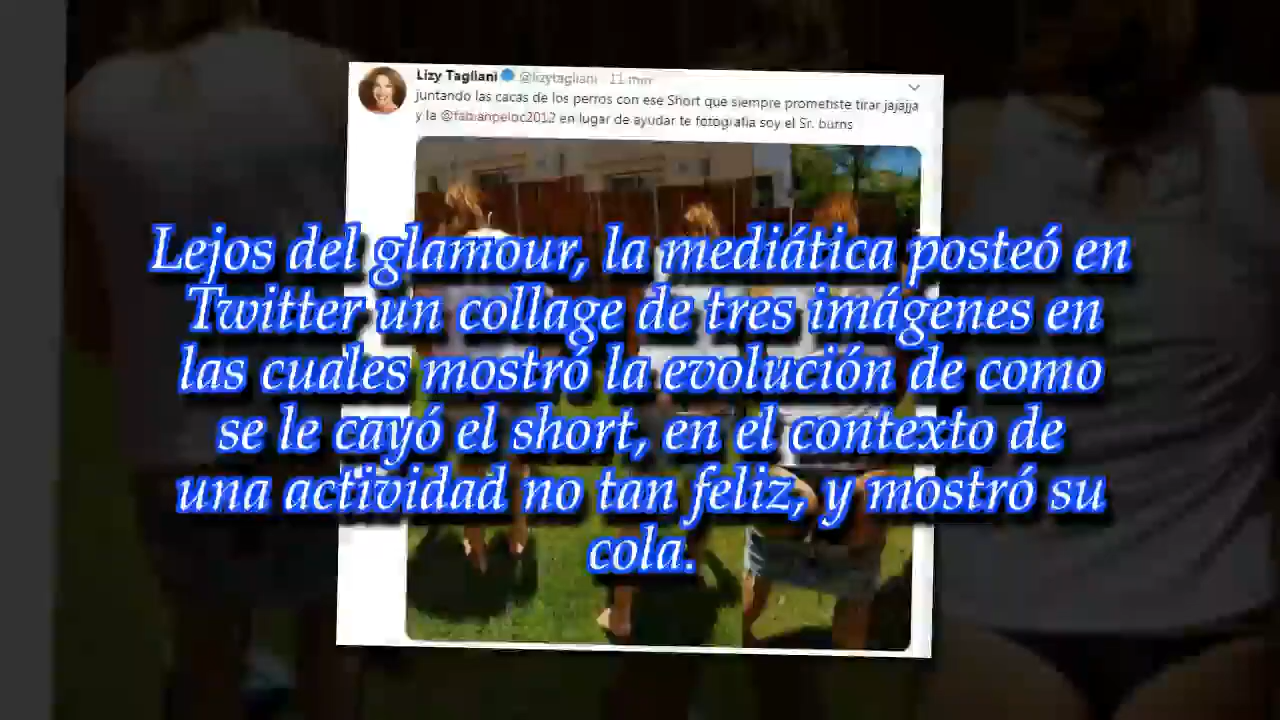 Lizy Tagliani @lizytagliani · 11 min
juntando las cacas de los perros con ese Short que siempre prometiste tirar jajajja
y la @fabianpeloc2012 en lugar de ayudar te fotografia soy el Sr. burns
Lejos del glamour, la mediática posteó en
Twitter un collage de tres imágenes en
las cuales mostró la evolución de como
se le cayó el short, en el contexto de
una actividad no tan feliz, y mostró su
cola.